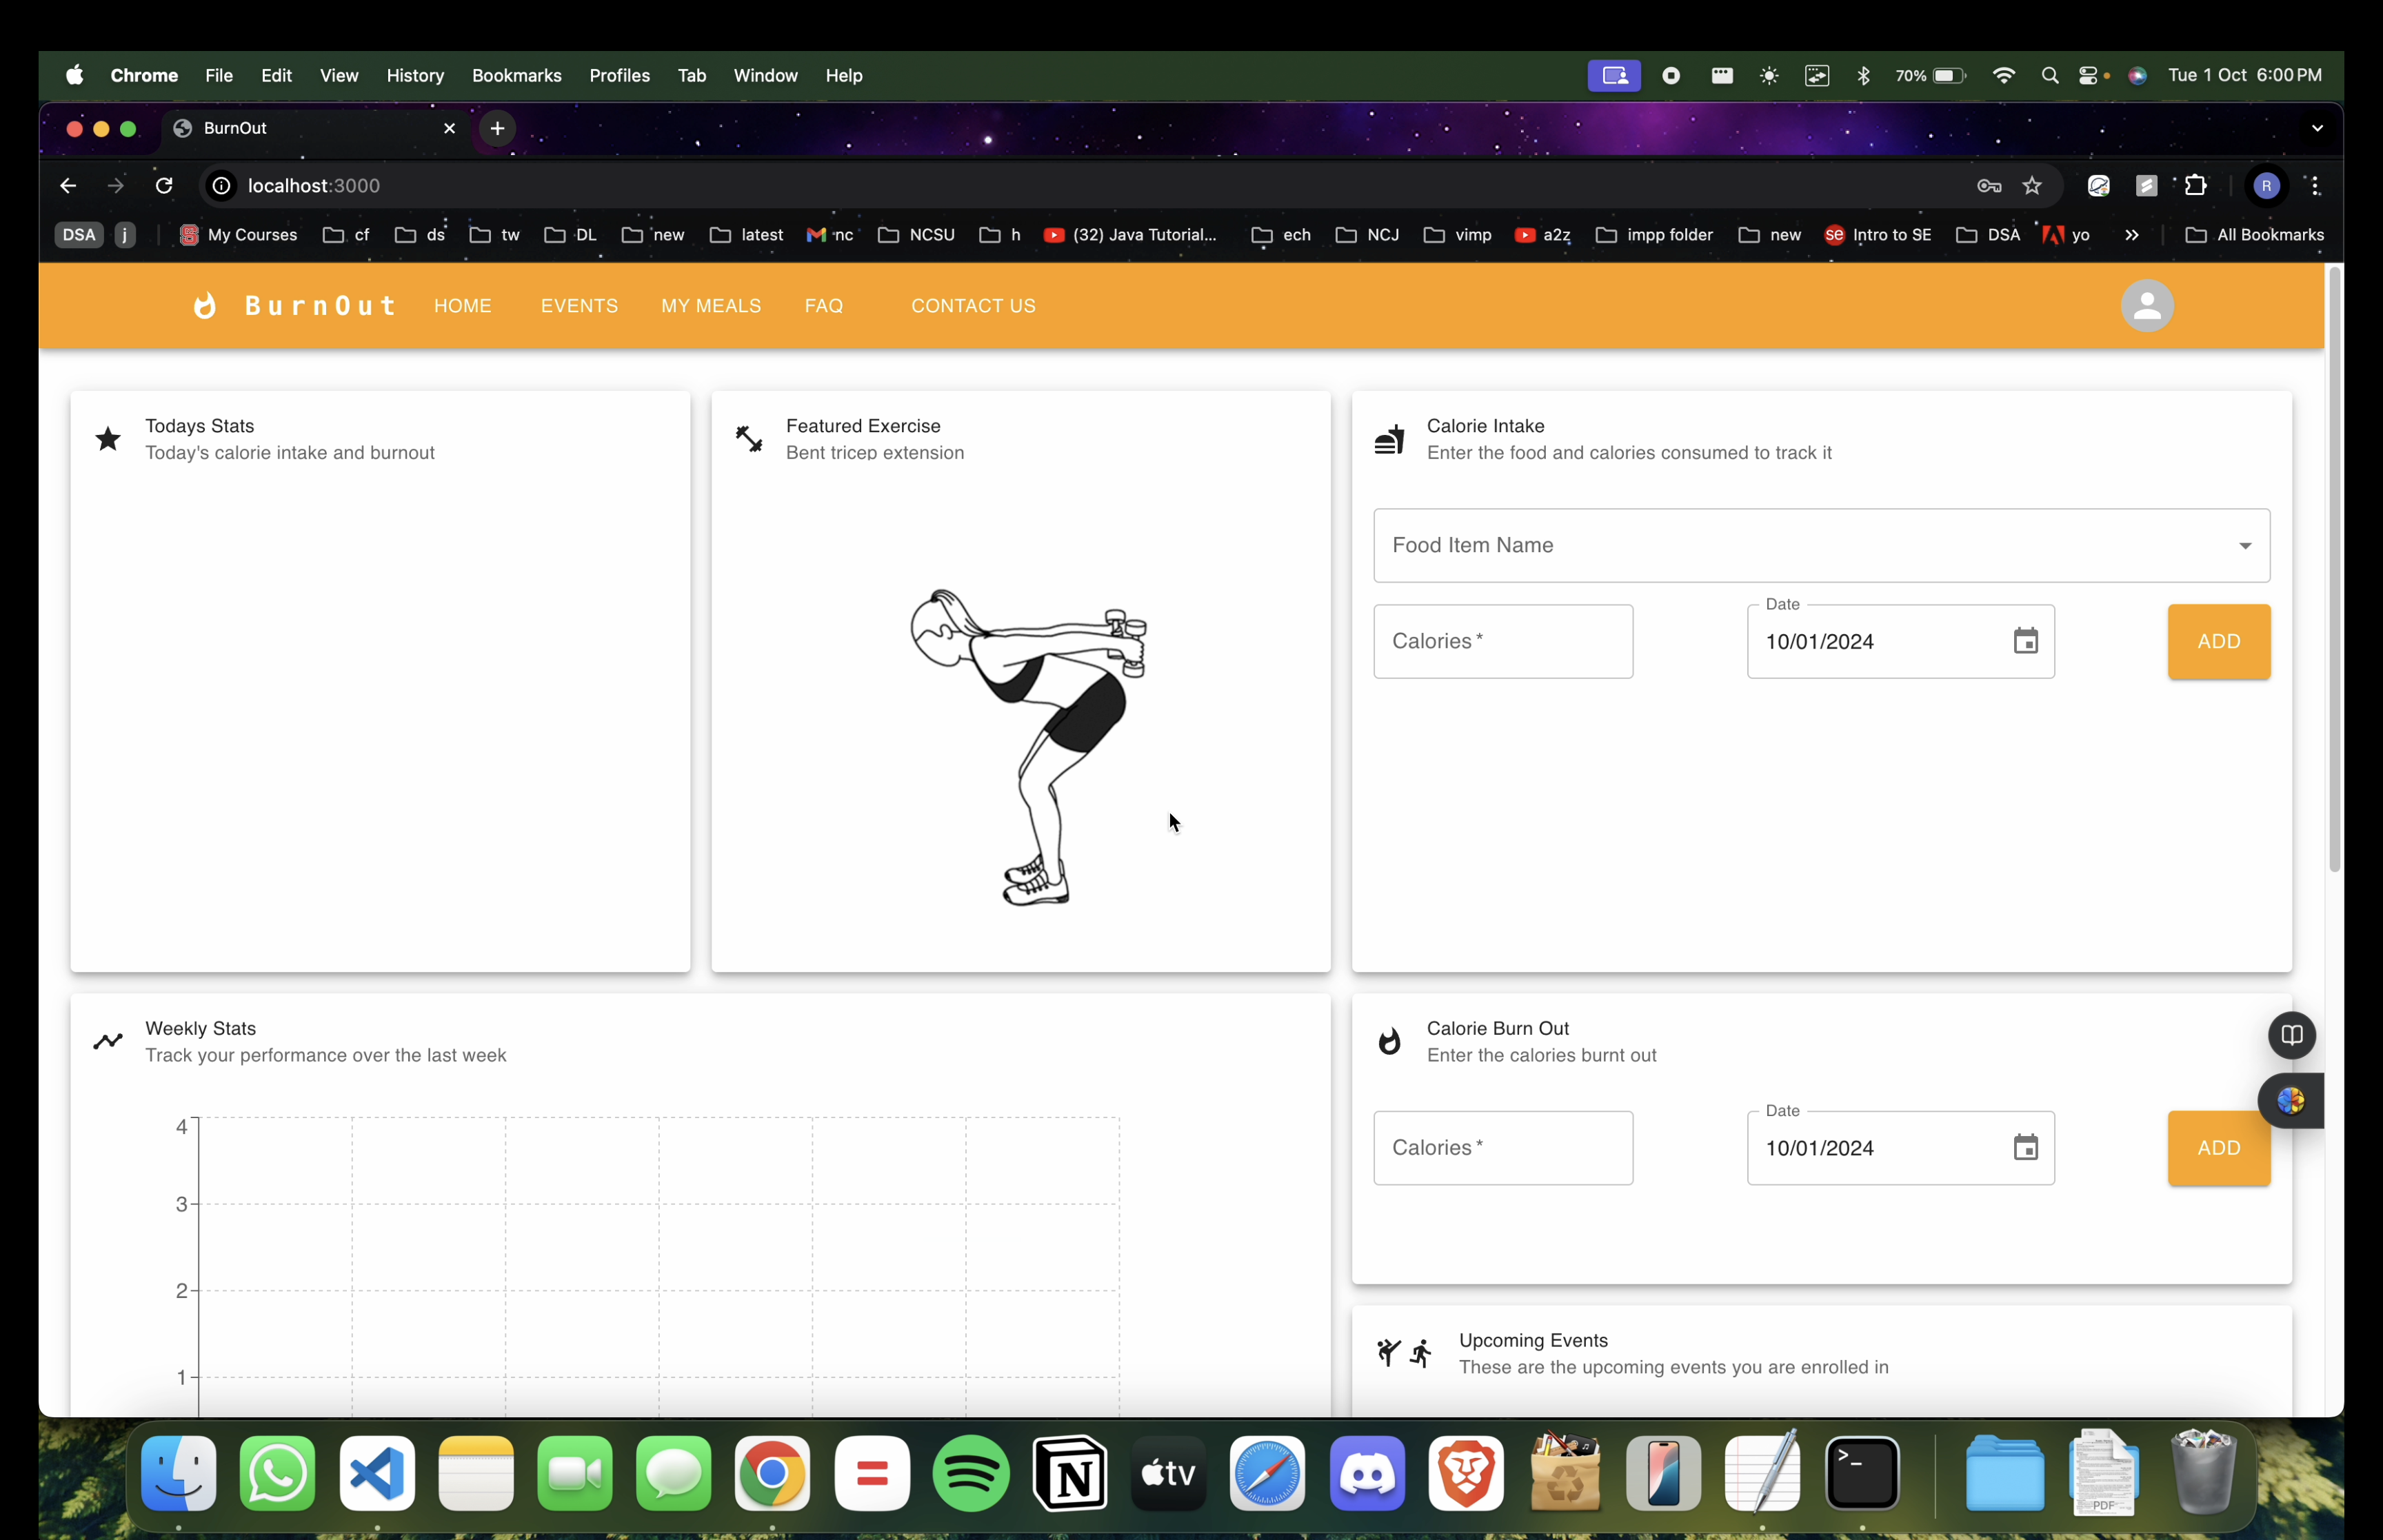 Chrome File Edit View History Bookmarks Profiles Tab Window Help 70% Tue 1 Oct 6:00 PM
BurnOut
localhost:3000 R
DSA j My Courses cf ds tw DL new latest nc NCSU h (32) Java Tutorial... ech NCJ vimp a2z impp folder new se Intro to SE DSA yo » All Bookmarks
BurnOut HOME EVENTS MY MEALS FAQ CONTACT US
Todays Stats
Today's calorie intake and burnout
Featured Exercise
Bent tricep extension
Calorie Intake
Enter the food and calories consumed to track it
Food Item Name
Calories *
Date
10/01/2024
ADD
Weekly Stats
Track your performance over the last week
4
3
2
1
Calorie Burn Out
Enter the calories burnt out
Calories *
Date
10/01/2024
ADD
Upcoming Events
These are the upcoming events you are enrolled in
N
tv
>_
PDF